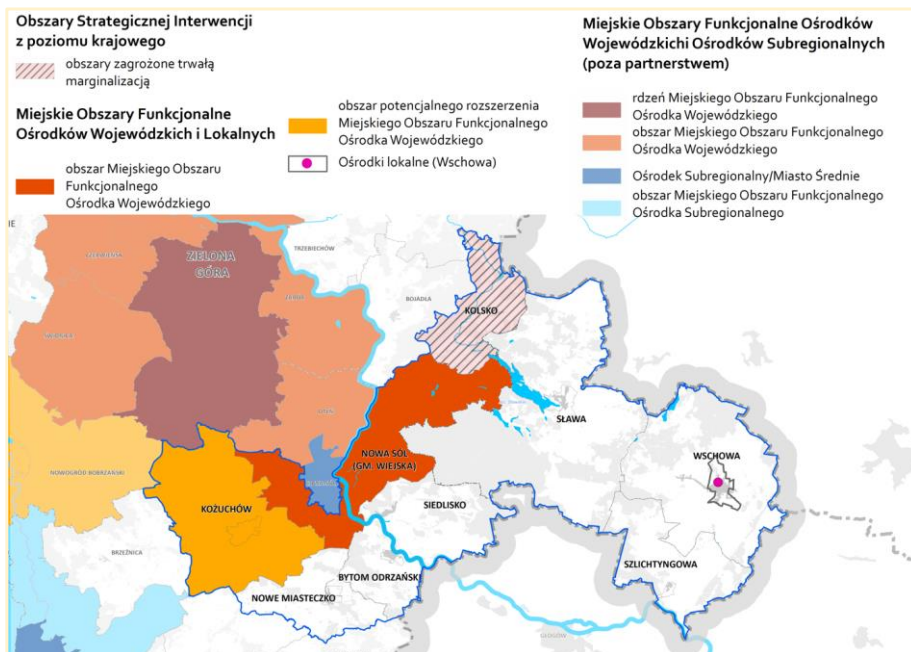 Obszary Strategicznej Interwencji
z poziomu krajowego
obszary zagrożone trwałą
marginalizacją
Miejskie Obszary Funkcjonalne
Ośrodków Wojewódzkich i Lokalnych
obszar Miejskiego Obszaru
Funkcjonalnego
Ośrodka Wojewódzkiego
obszar potencjalnego rozszerzenia
Miejskiego Obszaru Funkcjonalnego
Ośrodka Wojewódzkiego
Ośrodki lokalne (Wschowa)
Miejskie Obszary Funkcjonalne Ośrodków
Wojewódzkichi Ośrodków Subregionalnych
(poza partnerstwem)
rdzeń Miejskiego Obszaru Funkcjonalnego
Ośrodka Wojewódzkiego
obszar Miejskiego Obszaru Funkcjonalnego
Ośrodka Wojewódzkiego
Ośrodek Subregionalny/Miasto Średnie
obszar Miejskiego Obszaru Funkcjonalnego
Ośrodka Subregionalnego
TRZEBIECHÓW
ZIELONA
GÓRA
BOJADŁA
KOLSKO
SŁAWA
NOWA SÓL
(GM. WIEJSKA)
WSCHOWA
NOWOGRÓD BOBRZAŃSKI
KOŻUCHÓW
SIEDLISKO
BRZEŹNICA
SZLICHTYNGOWA
BYTOM ODRZAŃSKI
NOWE MIASTECZKO
GŁOGÓW